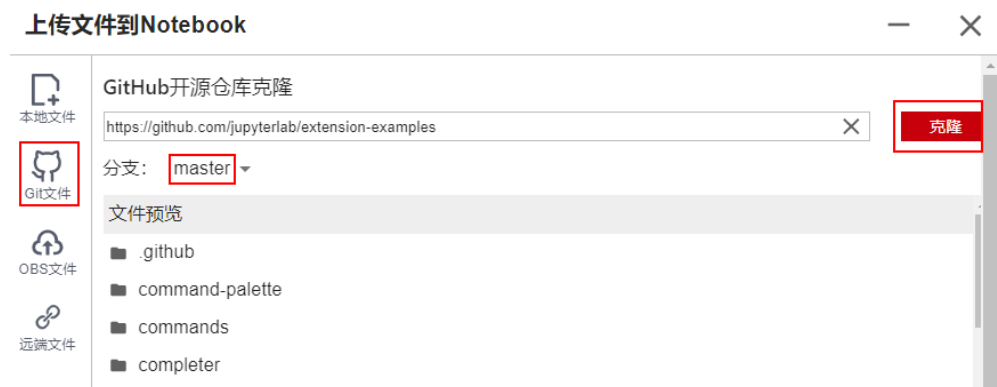 上传文件到Notebook
本地文件
Git文件
OBS文件
远端文件
GitHub开源仓库克隆
https://github.com/jupyterlab/extension-examples
克隆
分支： master
文件预览
.github
command-palette
commands
completer